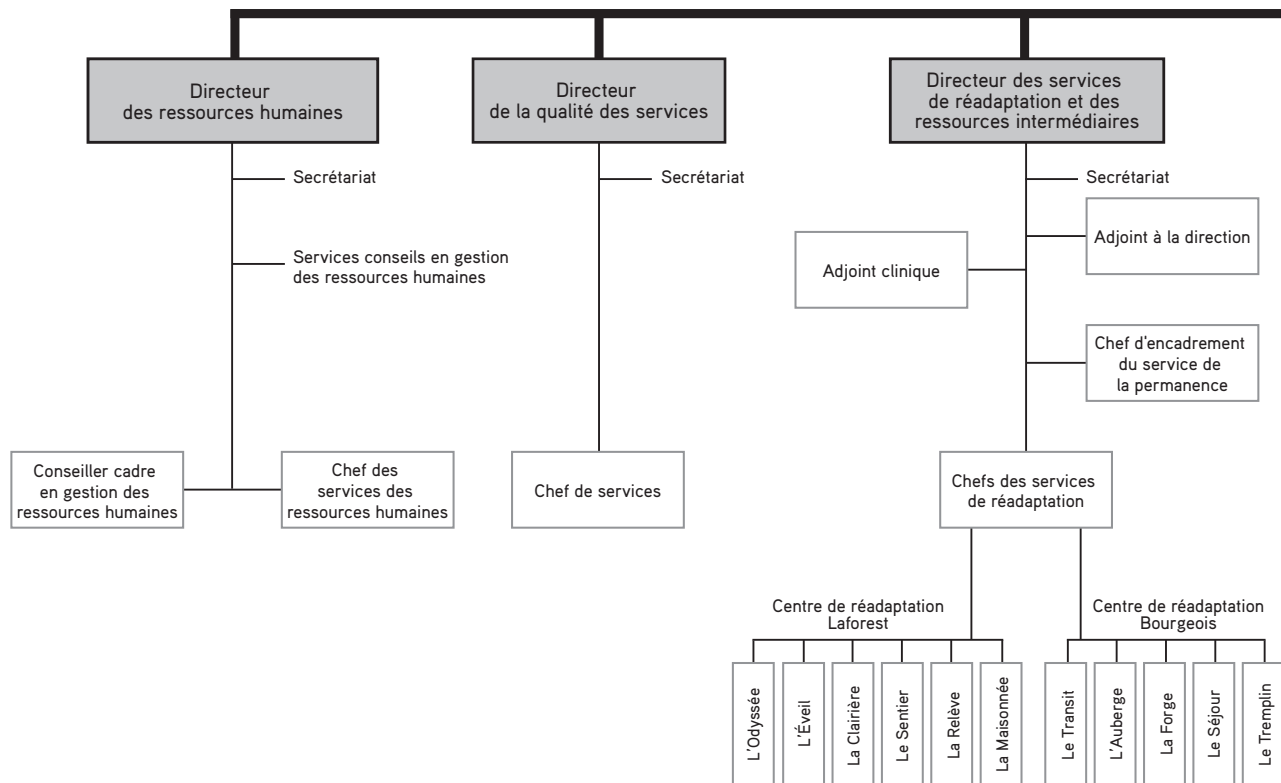 Directeur
des ressources humaines
Directeur
de la qualité des services
Directeur des services
de réadaptation et des
ressources intermédiaires
Secrétariat
Secrétariat
Secrétariat
Adjoint à la direction
Services conseils en gestion
des ressources humaines
Adjoint clinique
Chef d'encadrement
du service de
la permanence
Conseiller cadre
en gestion des
ressources humaines
Chef des
services des
ressources humaines
Chef de services
Chefs des services
de réadaptation
Centre de réadaptation
Laforest
Centre de réadaptation
Bourgeois
L'Odyssée
L'Éveil
La Clairière
Le Sentier
La Relève
La Maisonnée
Le Transit
L'Auberge
La Forge
Le Séjour
Le Tremplin